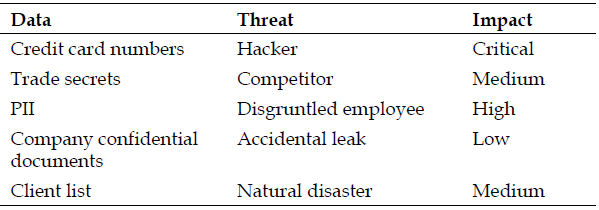 Data Threat Impact
Credit card numbers Hacker Critical
Trade secrets Competitor Medium
PII Disgruntled employee High
Company confidential Accidental leak Low
documents
Client list Natural disaster Medium